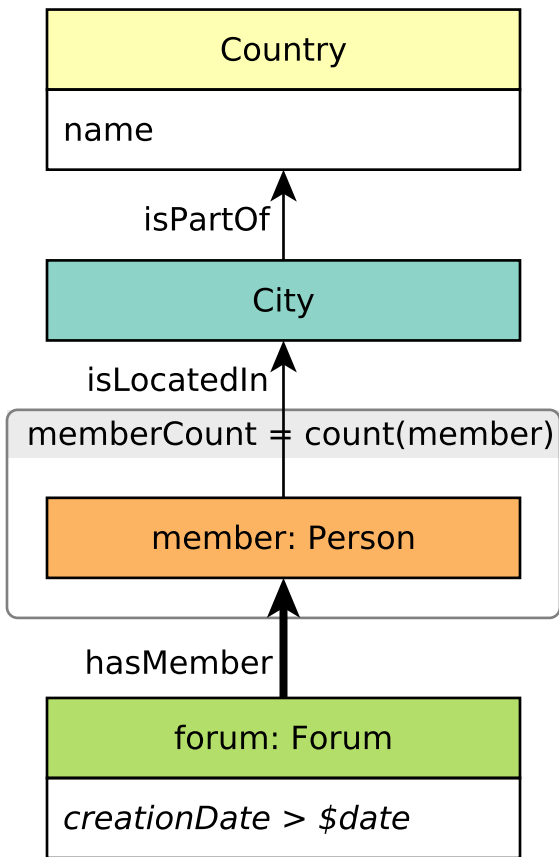 Country
name
isPartOf
City
isLocatedIn
memberCount = count(member)
member: Person
hasMember
forum: Forum
creationDate > $date